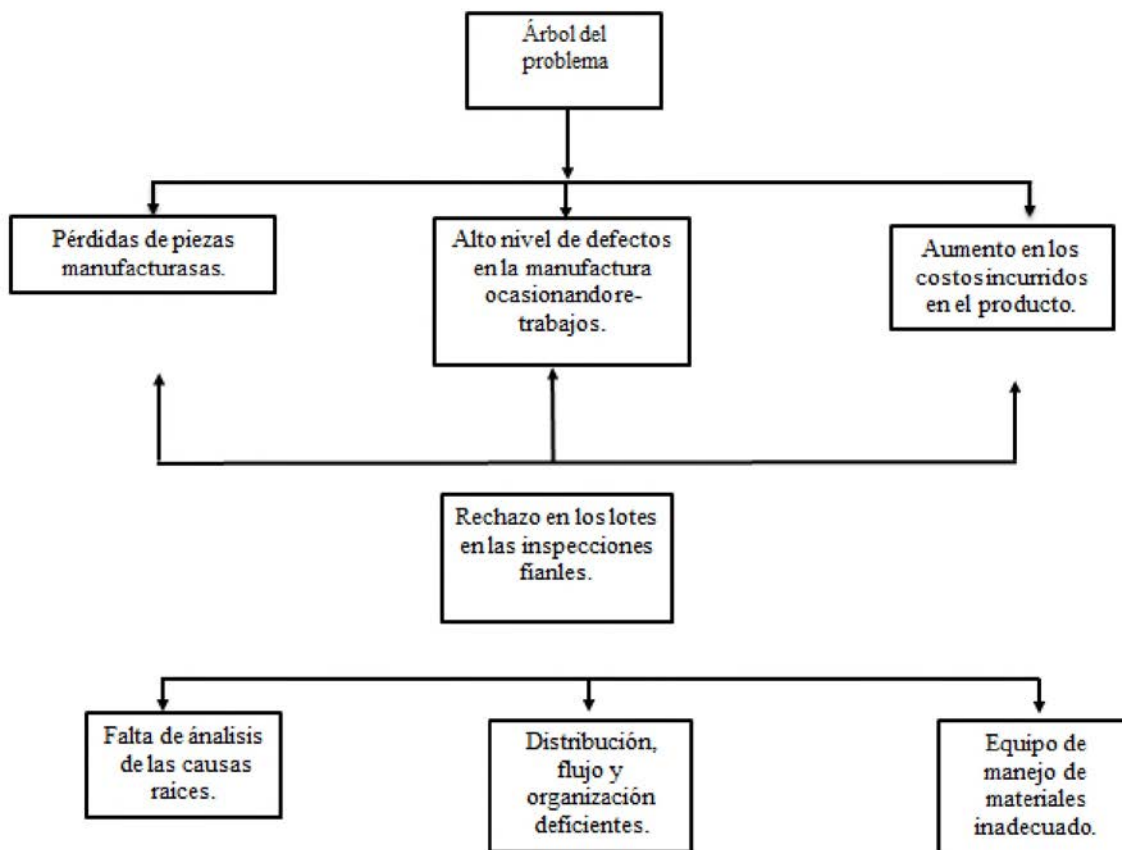 Árbol del
problema
Pérdidas de piezas
manufacturasas.
Alto nivel de defectos
en la manufactura
ocasionando re-
trabajos.
Aumento en los
costos incurridos
en el producto.
Rechazo en los lotes
en las inspecciones
fianles.
Falta de ánalisis
de las causas
raices.
Distribución,
flujo y
organización
deficientes.
Equipo de
manejo de
materiales
inadecuado.